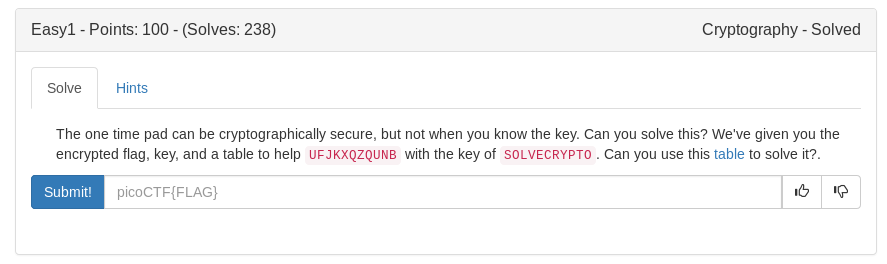 Easy1 - Points: 100 - (Solves: 238) Cryptography - Solved
Solve Hints
The one time pad can be cryptographically secure, but not when you know the key. Can you solve this? We've given you the
encrypted flag, key, and a table to help UFJKXQZQUNB with the key of SOLVECRYPTO. Can you use this table to solve it?.
Submit! picoCTF{FLAG}